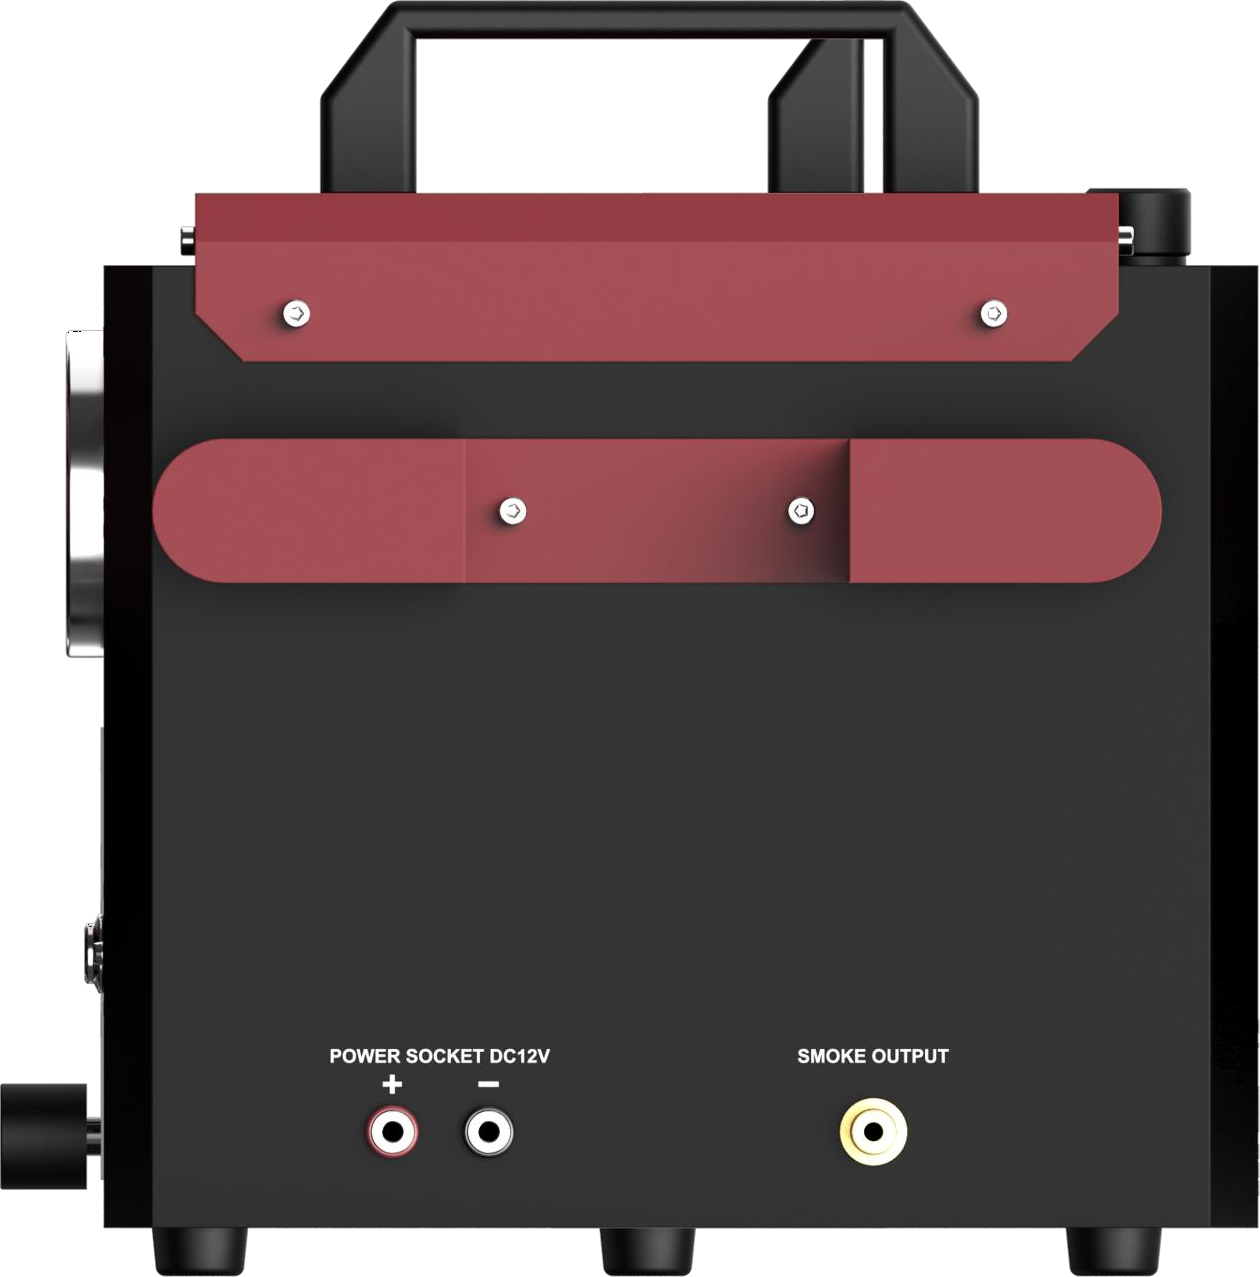 POWER SOCKET DC12V
+ −
SMOKE OUTPUT